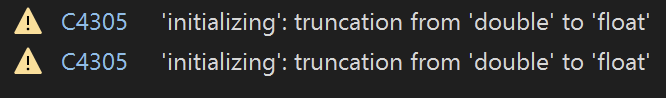 C4305 'initializing': truncation from 'double' to 'float'
C4305 'initializing': truncation from 'double' to 'float'